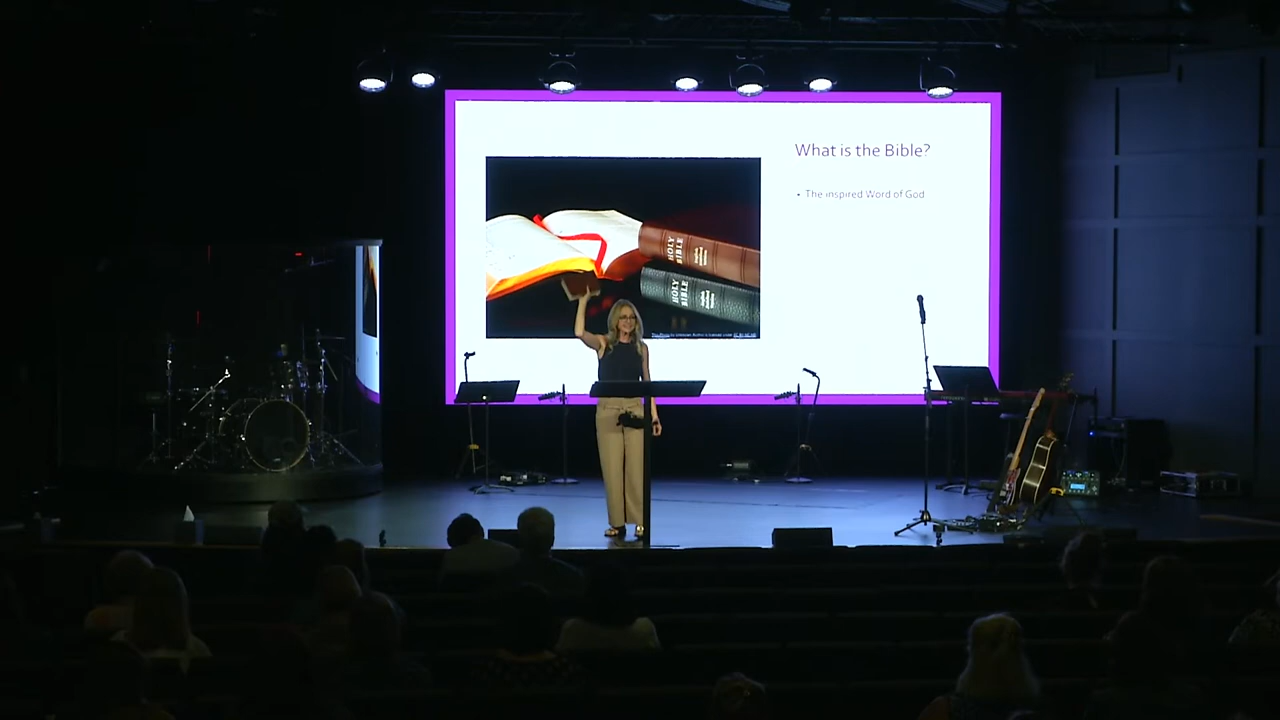 What is the Bible?
• The inspired Word of God
HOLY
BIBLE
HOLY
BIBLE